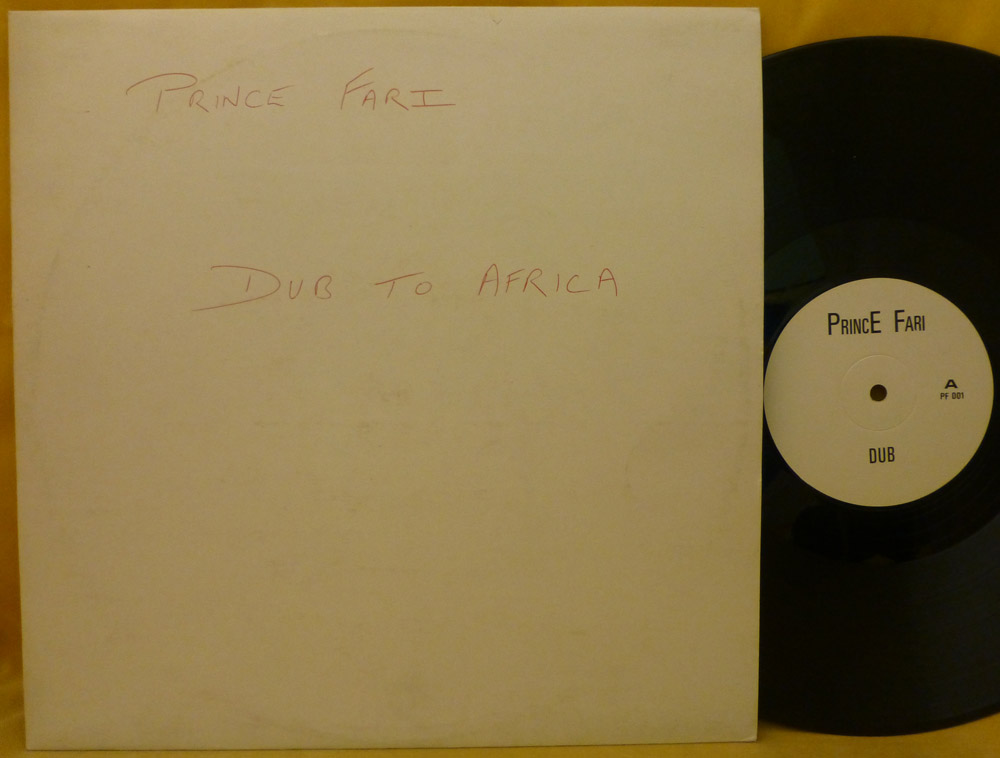 PRINCE FARI
DUB TO AFRICA
PRINCE FARI
A
PF 001
DUB